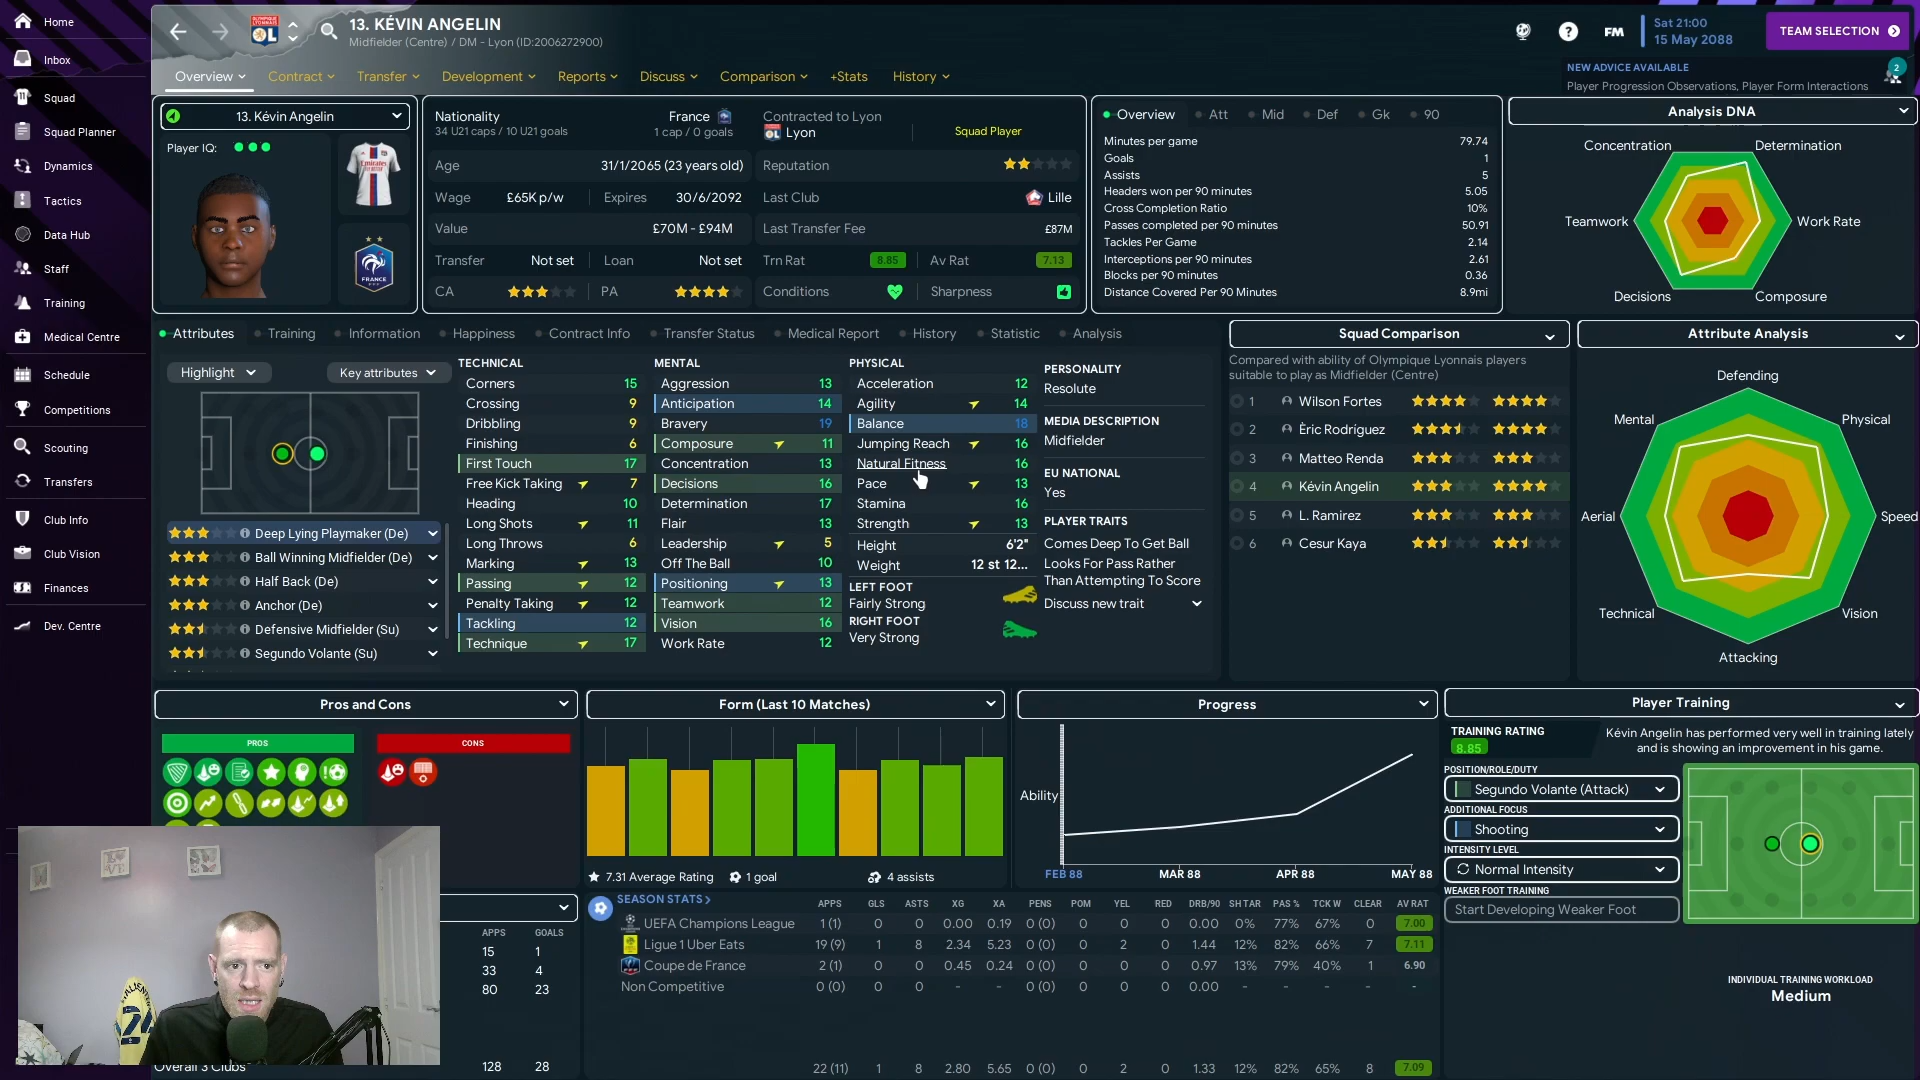 Home
Inbox
Squad
Squad Planner
Dynamics
Tactics
Data Hub
Staff
Training
Medical Centre
Schedule
Competitions
Scouting
Transfers
Club Info
Club Vision
Finances
Dev. Centre
13. KÉVIN ANGELIN
Midfielder (Centre) / DM - Lyon (ID:2006272900)
FM
Sat 21:00
15 May 2088
TEAM SELECTION
Overview Contract Transfer Development Reports Discuss Comparison +Stats History
NEW ADVICE AVAILABLE
Player Progression Observations, Player Form Interactions
2
13. Kévin Angelin
Player IQ:
FRANCE
Nationality France
34 U21 caps / 10 U21 goals 1 cap / 0 goals
Age 31/1/2065 (23 years old)
Wage £65K p/w Expires 30/6/2092
Value £70M - £94M
Transfer Not set Loan Not set
CA PA
Contracted to Lyon
Lyon Squad Player
Reputation
Last Club Lille
Last Transfer Fee £87M
Trn Rat 8.85 Av Rat 7.13
Conditions Sharpness
Overview Att Mid Def Gk 90
Minutes per game 79.74
Goals 1
Assists 5
Headers won per 90 minutes 5.05
Cross Completion Ratio 10%
Passes completed per 90 minutes 50.91
Tackles Per Game 2.14
Interceptions per 90 minutes 2.61
Blocks per 90 minutes 0.36
Distance Covered Per 90 Minutes 8.9mi
Analysis DNA
Concentration Determination
Teamwork Work Rate
Decisions Composure
Attributes Training Information Happiness Contract Info Transfer Status Medical Report History Statistic Analysis
Highlight Key attributes
Deep Lying Playmaker (De)
Ball Winning Midfielder (De)
Half Back (De)
Anchor (De)
Defensive Midfielder (Su)
Segundo Volante (Su)
TECHNICAL
Corners 15
Crossing 9
Dribbling 9
Finishing 6
First Touch 17
Free Kick Taking 7
Heading 10
Long Shots 11
Long Throws 6
Marking 13
Passing 12
Penalty Taking 12
Tackling 12
Technique 17
MENTAL
Aggression 13
Anticipation 14
Bravery 19
Composure 11
Concentration 13
Decisions 16
Determination 17
Flair 13
Leadership 5
Off The Ball 10
Positioning 13
Teamwork 12
Vision 16
Work Rate 12
PHYSICAL
Acceleration 12
Agility 14
Balance 18
Jumping Reach 16
Natural Fitness 16
Pace 13
Stamina 16
Strength 13
Height 6'2"
Weight 12 st 12...
LEFT FOOT
Fairly Strong
RIGHT FOOT
Very Strong
PERSONALITY
Resolute
MEDIA DESCRIPTION
Midfielder
EU NATIONAL
Yes
PLAYER TRAITS
Comes Deep To Get Ball
Looks For Pass Rather
Than Attempting To Score
Discuss new trait
Squad Comparison
Compared with ability of Olympique Lyonnais players
suitable to play as Midfielder (Centre)
1 Wilson Fortes
2 Èric Rodríguez
3 Matteo Renda
4 Kévin Angelin
5 L. Ramirez
6 Cesur Kaya
Attribute Analysis
Defending
Mental Physical
Aerial Speed
Technical Vision
Attacking
Pros and Cons
PROS CONS
APPS GOALS
15 1
33 4
80 23
Overall 3 Clubs 128 28
Form (Last 10 Matches)
7.31 Average Rating 1 goal 4 assists
Progress
Ability
FEB 88 MAR 88 APR 88 MAY 88
SEASON STATS APPS GLS ASTS XG XA PENS POM YEL RED DRB/90 SH TAR PAS % TCK W CLEAR AV RAT
UEFA Champions League 1 (1) 0 0 0.00 0.19 0 (0) 0 0 0 0.00 0% 77% 67% 0 7.00
Ligue 1 Uber Eats 19 (9) 1 8 2.34 5.23 0 (0) 0 2 0 1.44 12% 82% 66% 7 7.11
Coupe de France 2 (1) 0 0 0.45 0.24 0 (0) 0 0 0 0.97 13% 79% 40% 1 6.90
Non Competitive 0 (0) 0 0 - - 0 (0) 0 0 0 0.00 - - - - -
22 (11) 1 8 2.80 5.65 0 (0) 0 2 0 1.33 12% 82% 65% 8 7.09
Player Training
TRAINING RATING
8.85
Kévin Angelin has performed very well in training lately
and is showing an improvement in his game.
POSITION/ROLE/DUTY
Segundo Volante (Attack)
ADDITIONAL FOCUS
Shooting
INTENSITY LEVEL
Normal Intensity
WEAKER FOOT TRAINING
Start Developing Weaker Foot
INDIVIDUAL TRAINING WORKLOAD
Medium